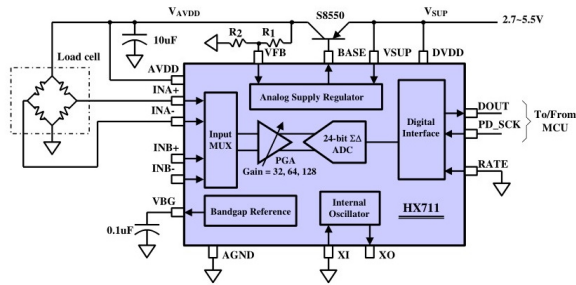 VAVDD
S8550
VSUP
2.7~5.5V
R2
R1
10uF
Load cell
VFB
BASE
VSUP
DVDD
AVDD
INA+
INA-
INB+
INB-
VBG
0.1uF
Analog Supply Regulator
Input
MUX
PGA
Gain = 32, 64, 128
24-bit ΣΔ
ADC
Digital
Interface
DOUT
PD_SCK
To/From
MCU
RATE
Bandgap Reference
Internal
Oscillator
HX711
AGND
XI
XO